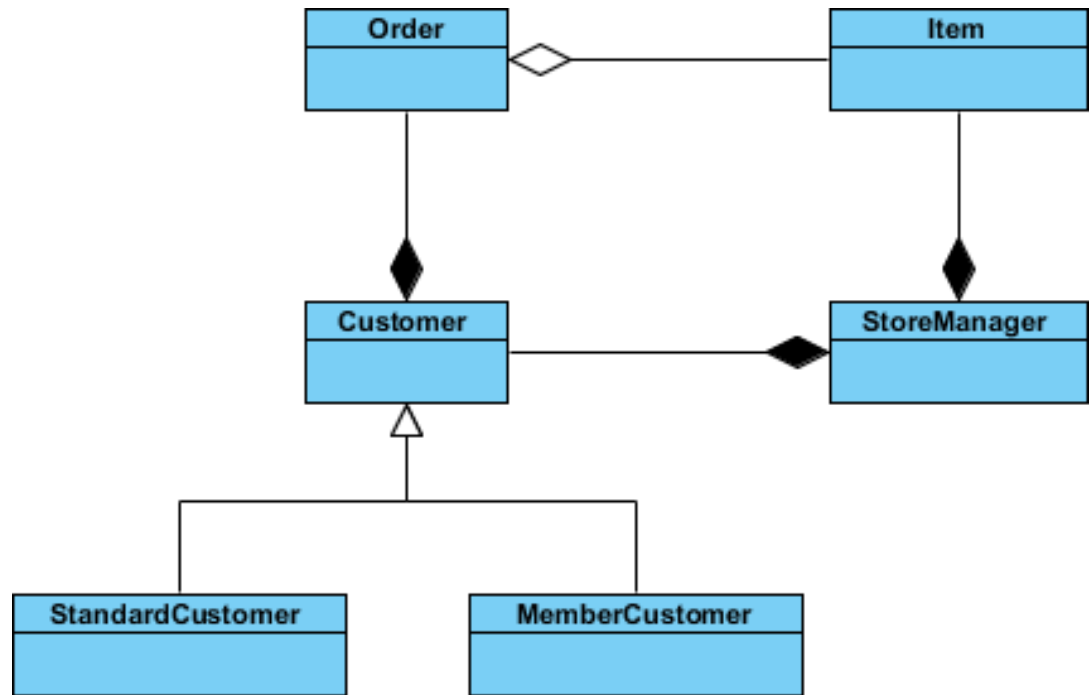 Order
Item
Customer
StoreManager
StandardCustomer
MemberCustomer